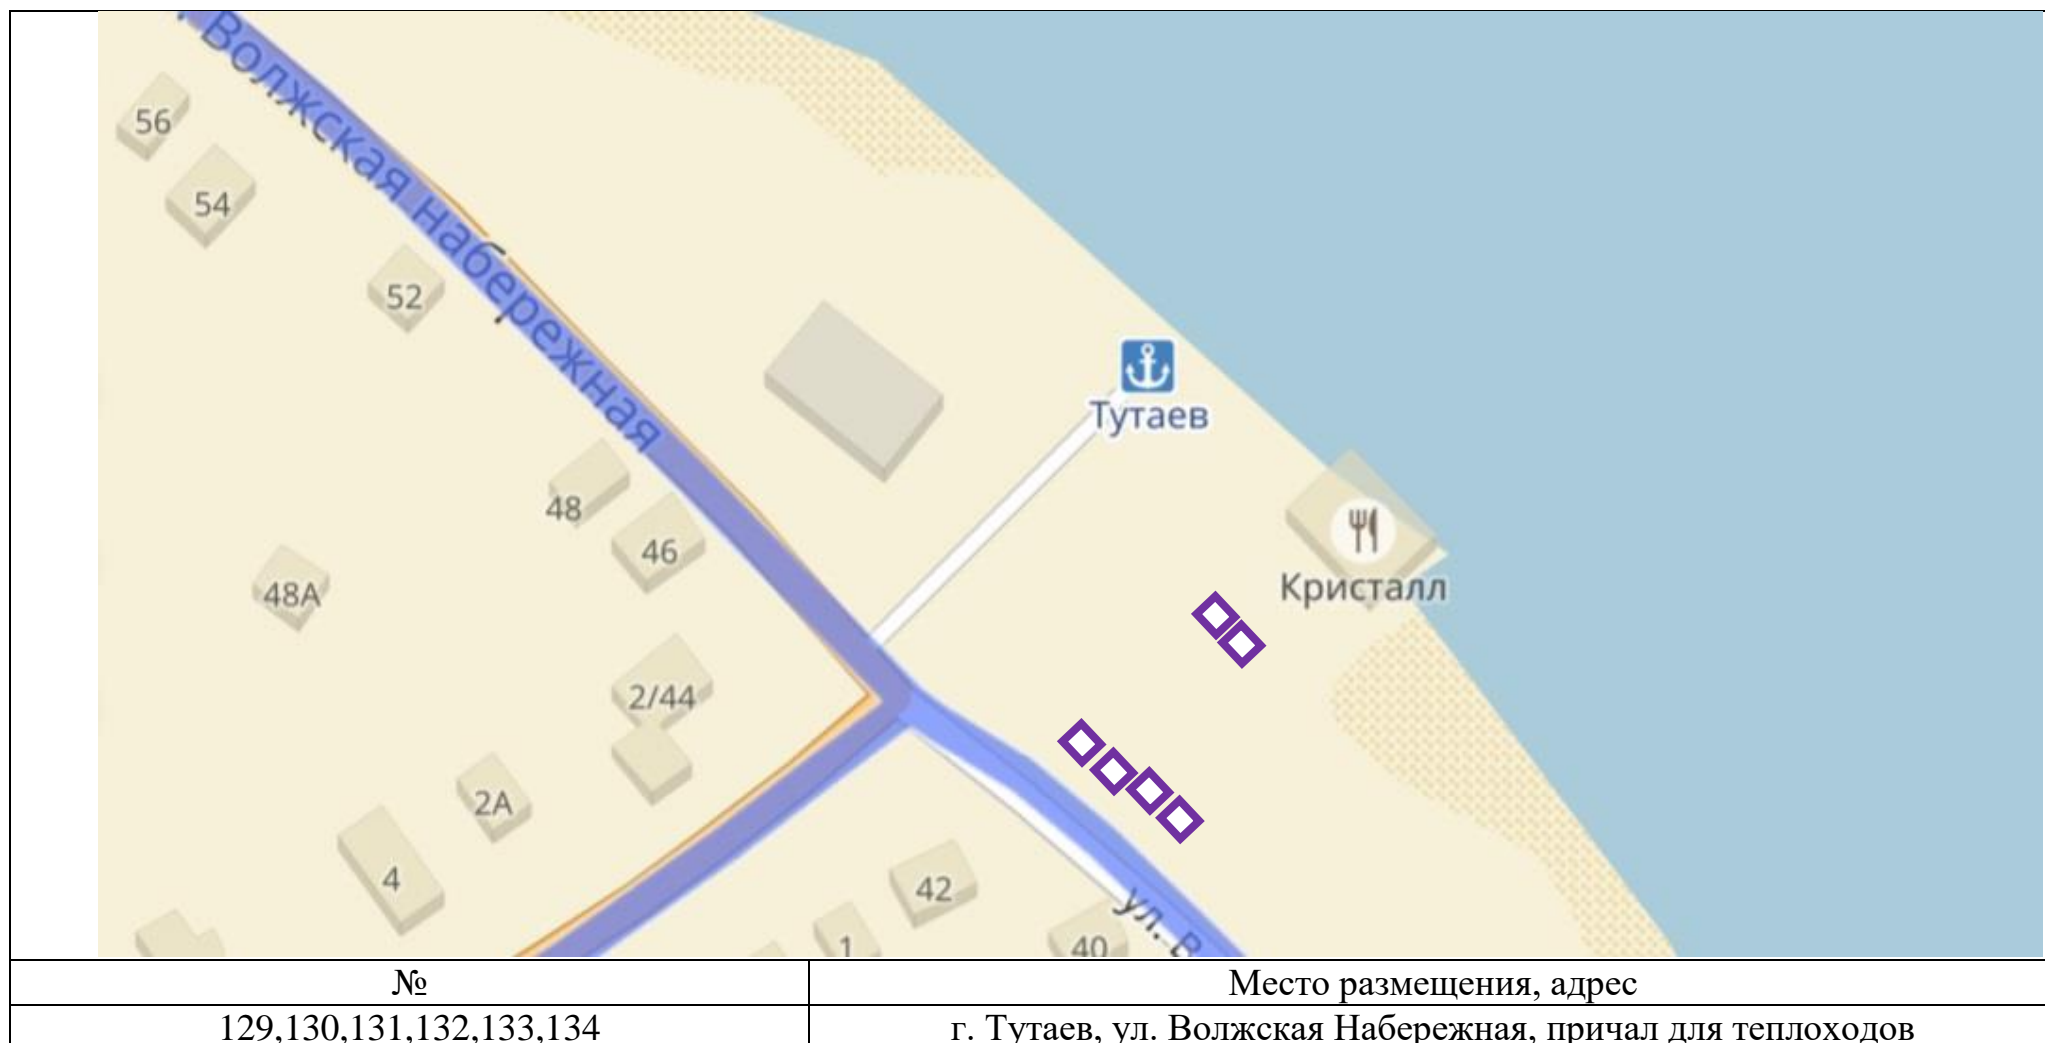 Волжская набережная
56
54
52
Тутаев
48
46
Кристалл
48А
2/44
2А
4
42
1
40
ул. В
№
Место размещения, адрес
129,130,131,132,133,134
г. Тутаев, ул. Волжская Набережная, причал для теплоходов